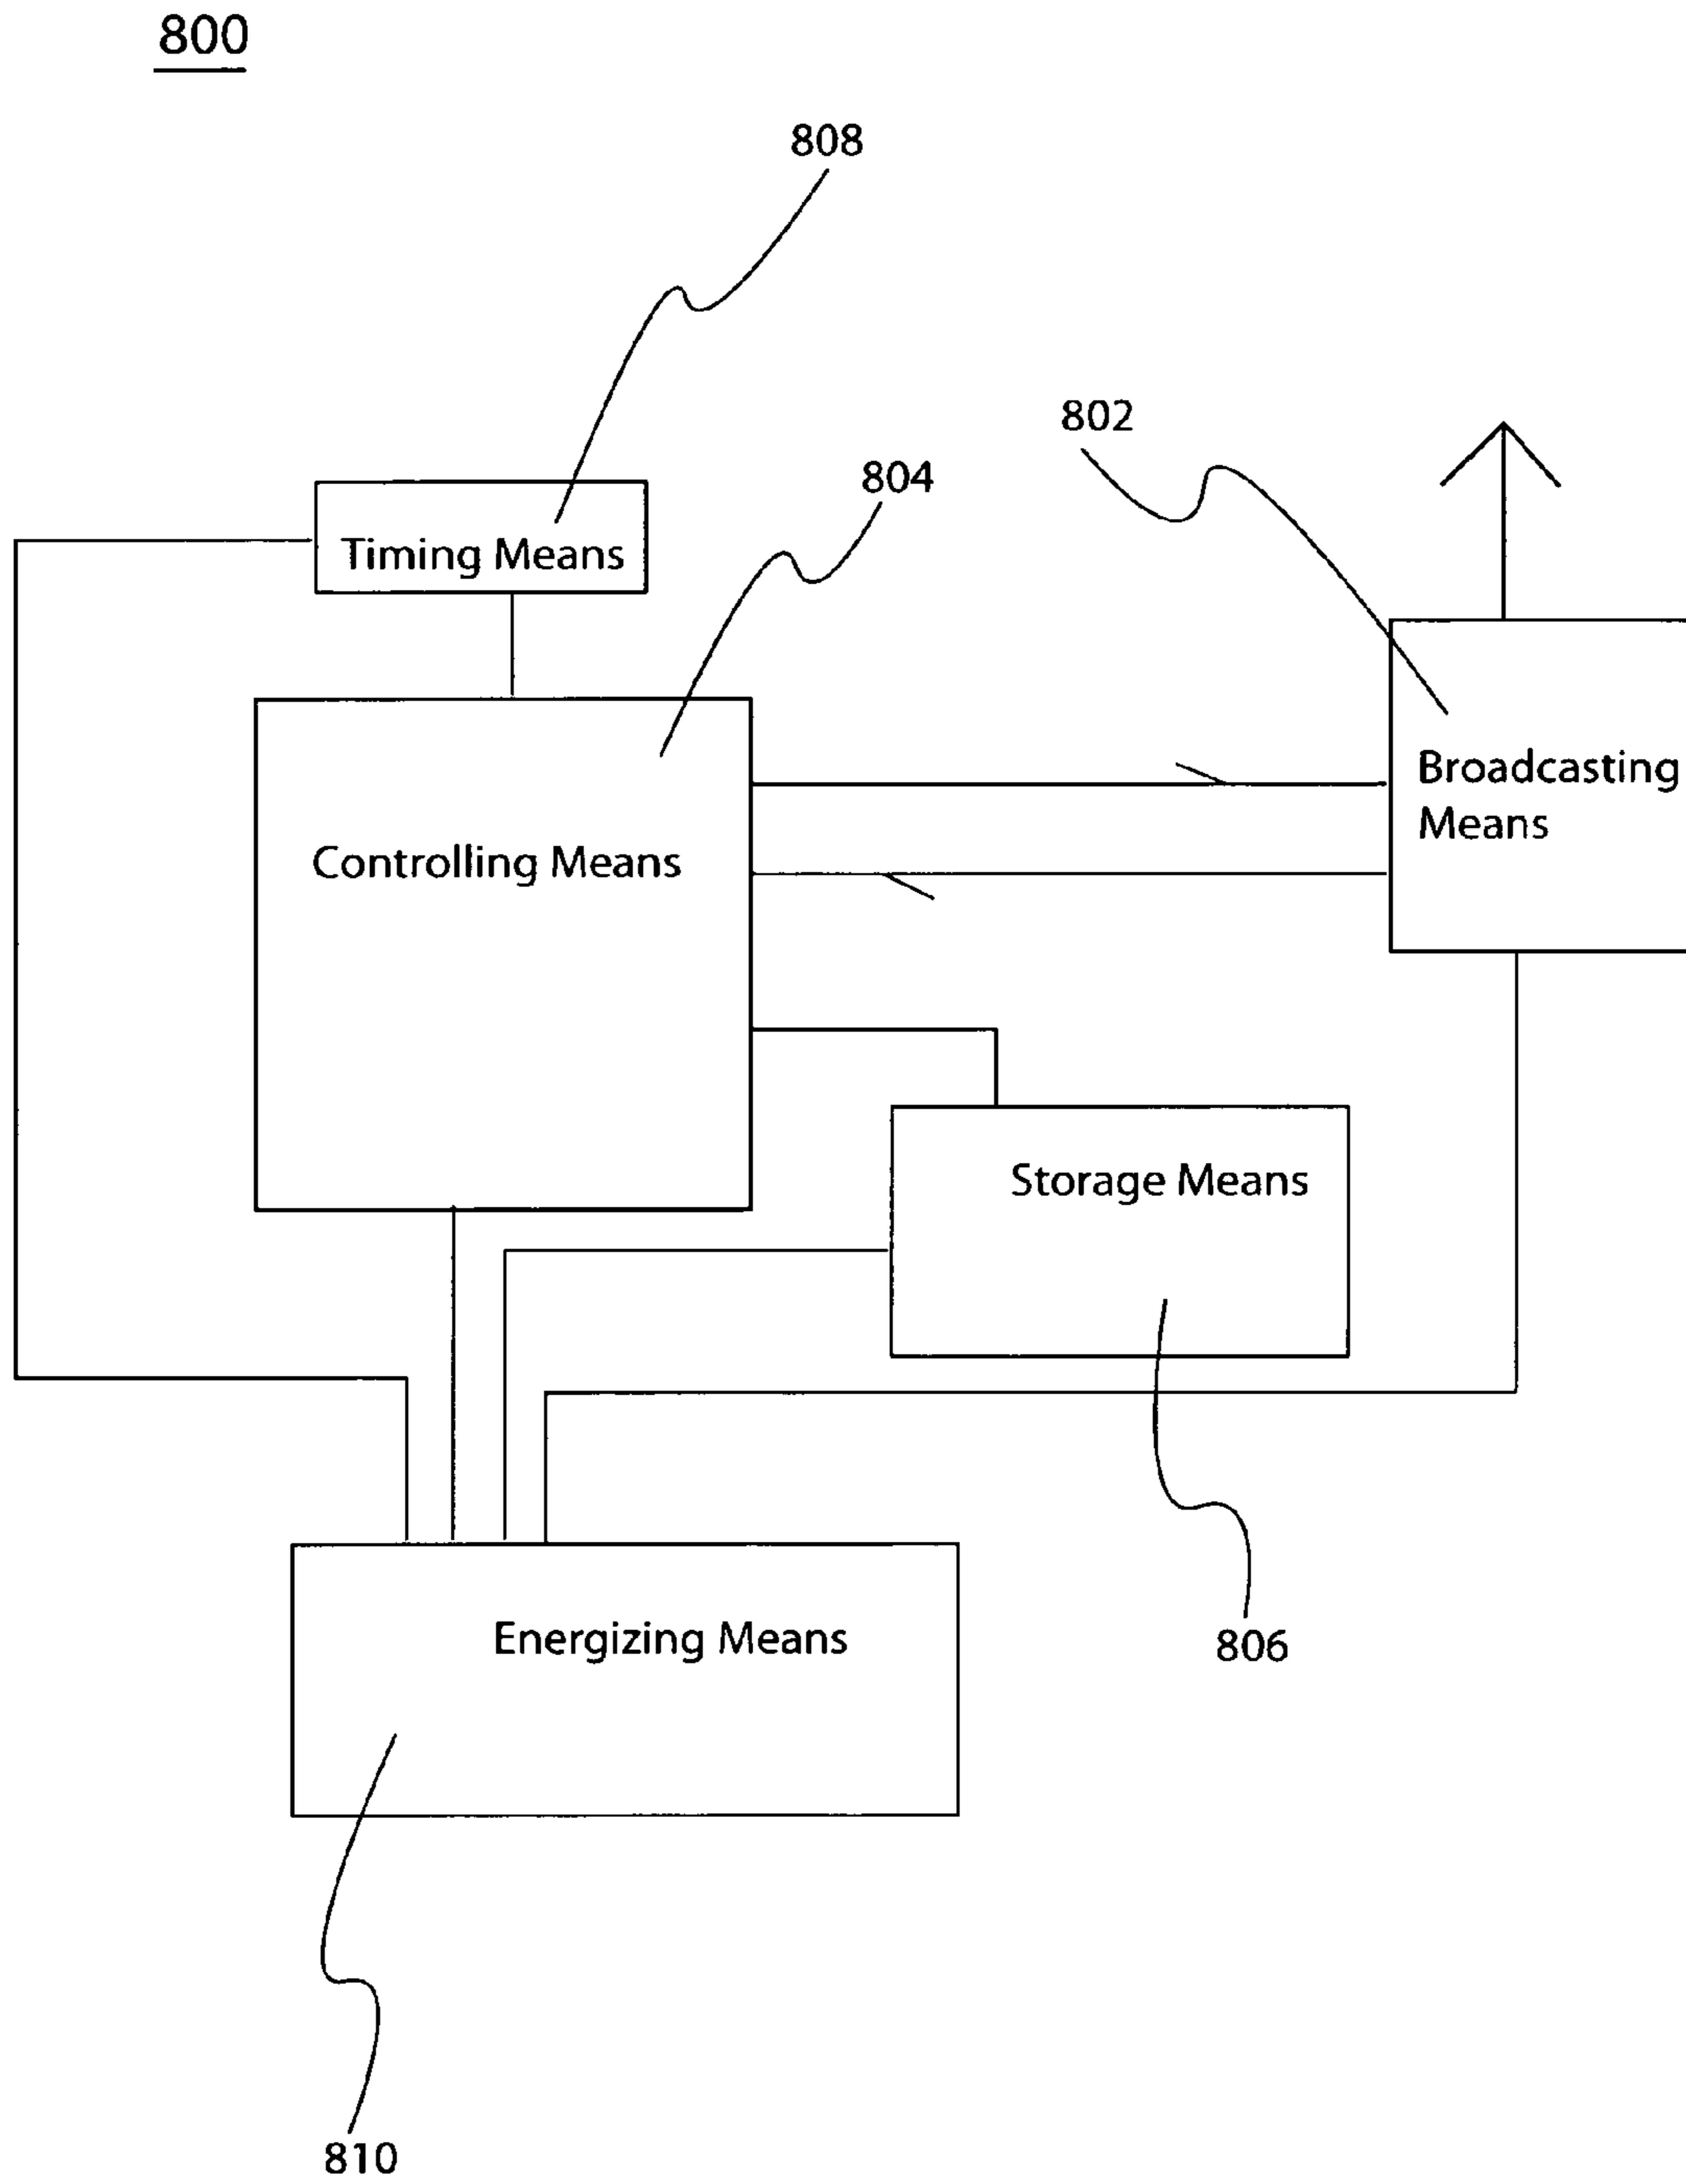 800
808
802
804
Timing Means
Broadcasting
Means
Controlling Means
Storage Means
Energizing Means
806
810